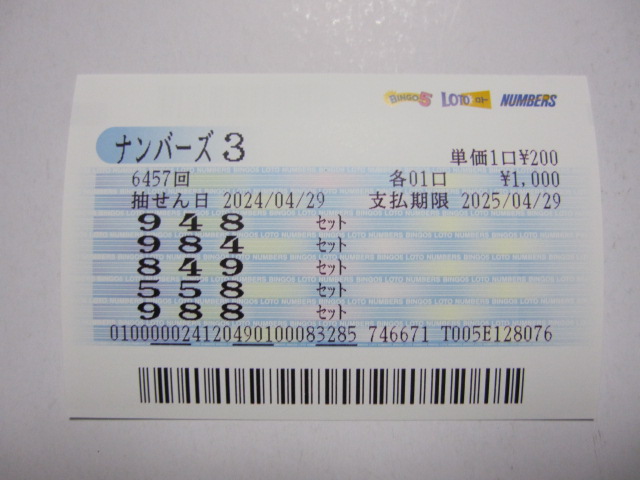 BINGO5 LOTO ロト NUMBERS
ナンバーズ3
単価1口¥200
6457回 各01口 ¥1,000
抽せん日 2024/04/29 支払期限 2025/04/29
948 セット
984 セット
849 セット
558 セット
988 セット
010000024120490100083285 746671 T005E128076